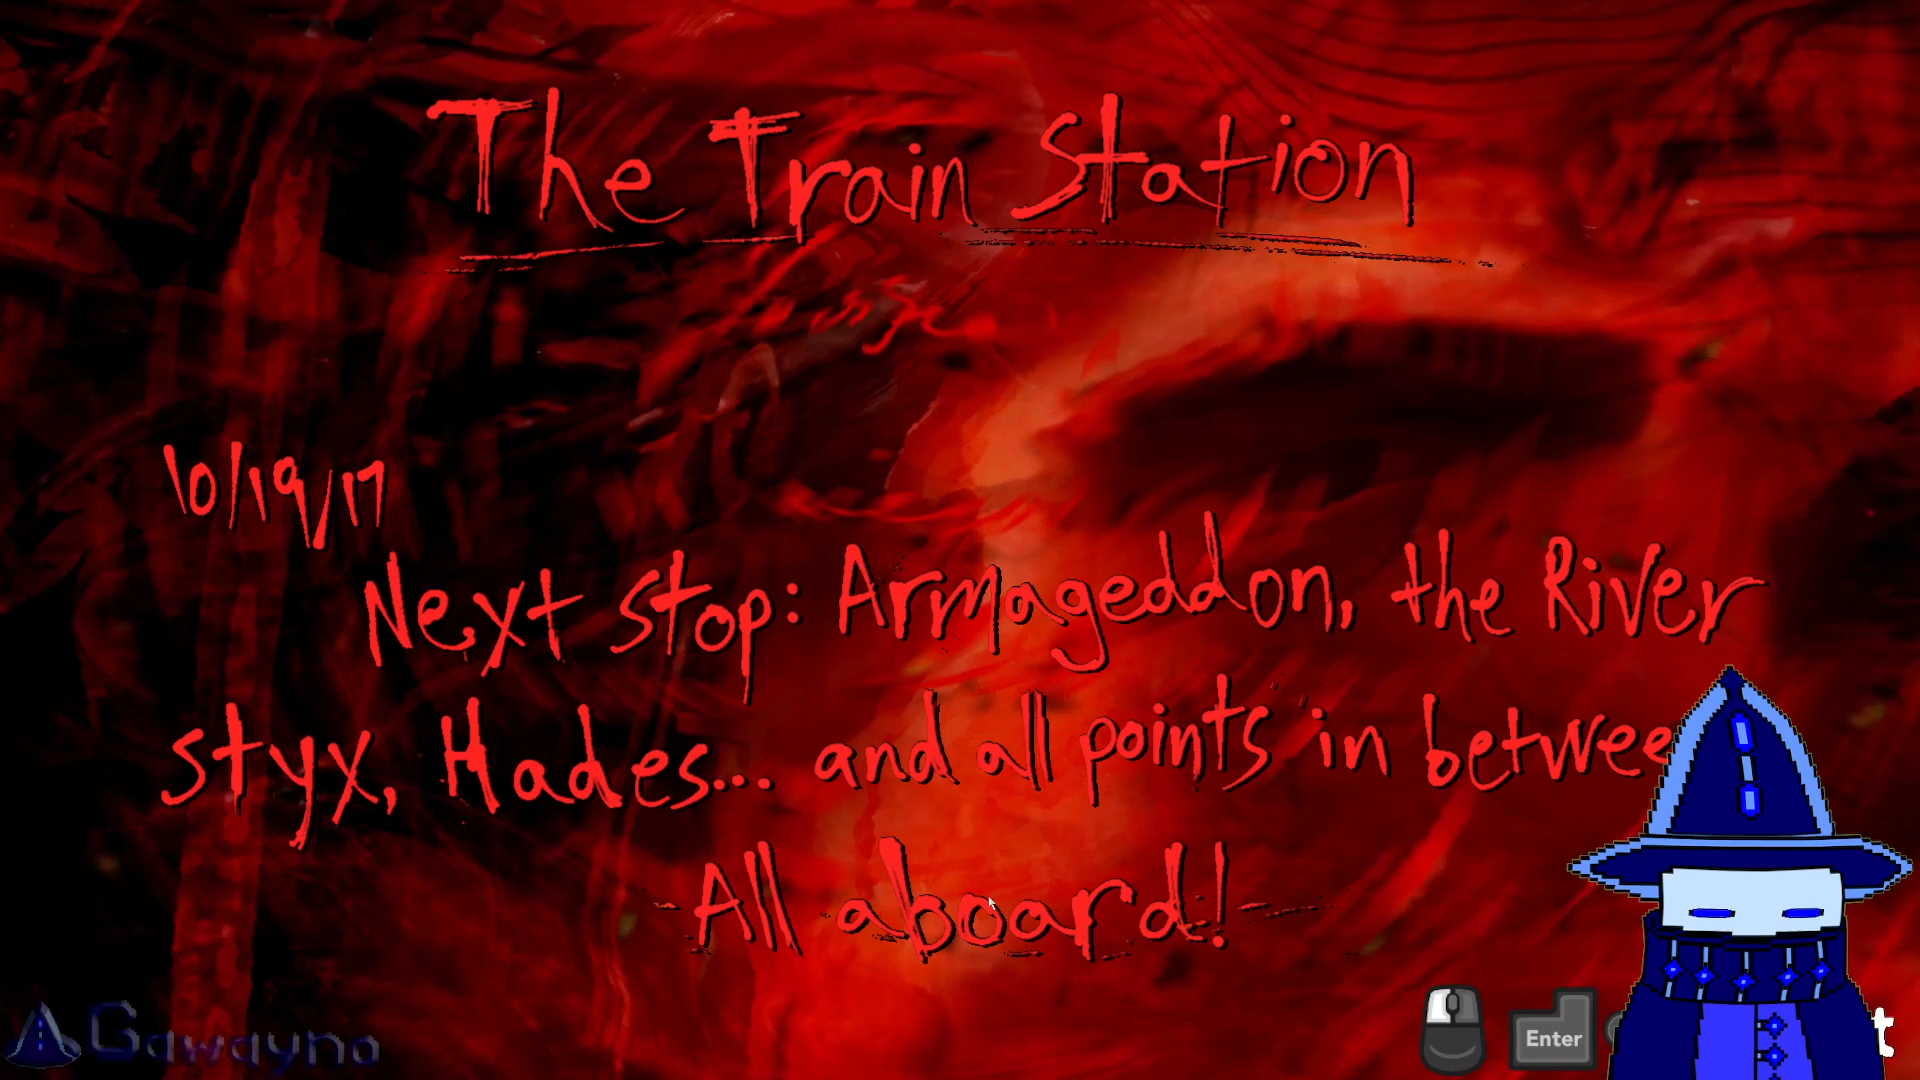 The Train Station
10/19/17
Next stop: Armageddon, the River
styx, Hades... and all points in betwee
All aboard!
Gawayna
Enter
t